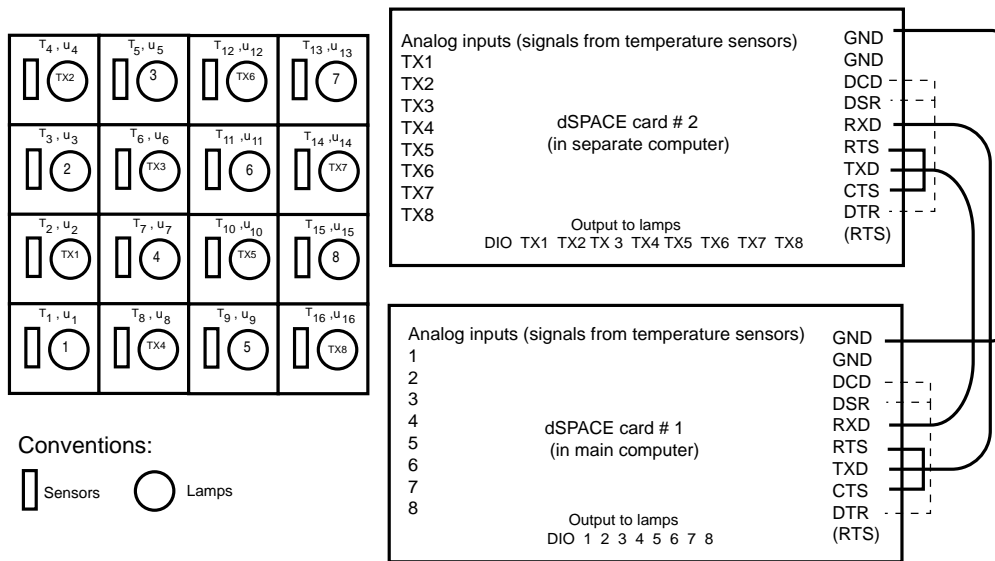 T4 , u4
T5 , u5
T12 , u12
T13 , u13
TX2
3
TX6
7
T3 , u3
T6 , u6
T11 , u11
T14 , u14
2
TX3
6
TX7
T2 , u2
T7 , u7
T10 ,u10
T15 , u15
TX1
4
TX5
8
T1 , u1
T8 , u8
T9 , u9
T16 , u16
1
TX4
5
TX8
Conventions:
Sensors
Lamps
Analog inputs (signals from temperature sensors)
TX1
TX2
TX3
TX4
TX5
TX6
TX7
TX8
dSPACE card # 2
(in separate computer)
Output to lamps
DIO TX1 TX2 TX 3 TX4 TX5 TX6 TX7 TX8
GND
GND
DCD
DSR
RXD
RTS
TXD
CTS
DTR
(RTS)
Analog inputs (signals from temperature sensors)
1
2
3
4
5
6
7
8
dSPACE card # 1
(in main computer)
Output to lamps
DIO 1 2 3 4 5 6 7 8
GND
GND
DCD
DSR
RXD
RTS
TXD
CTS
DTR
(RTS)